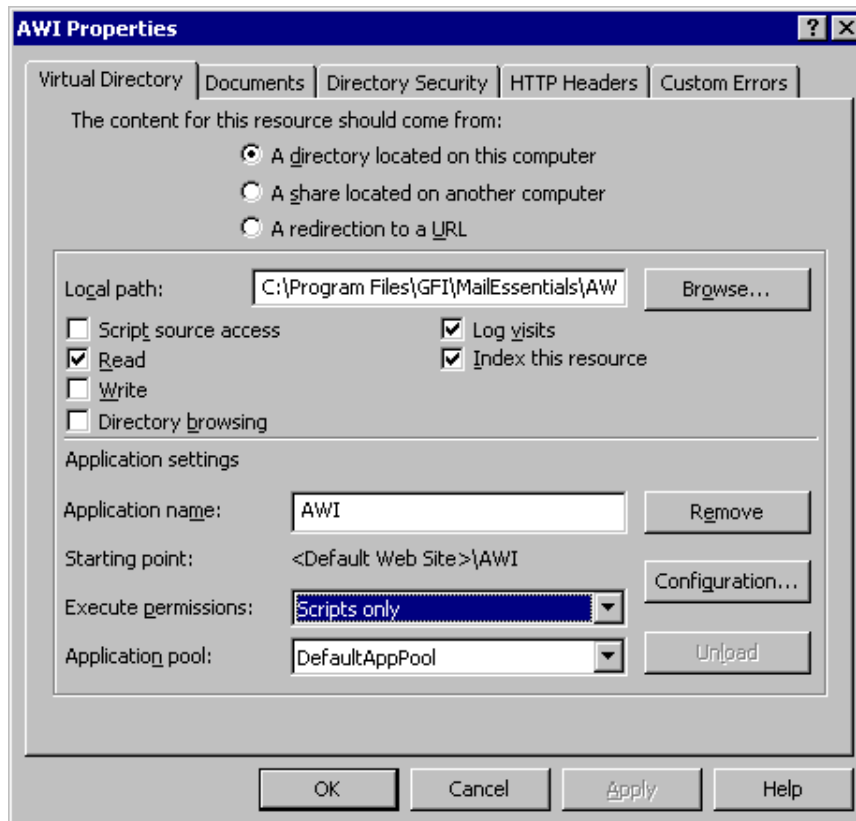 AWI Properties
Virtual Directory Documents Directory Security HTTP Headers Custom Errors
The content for this resource should come from:
A directory located on this computer
A share located on another computer
A redirection to a URL
Local path: C:\Program Files\GFI\MailEssentials\AW Browse...
Script source access Log visits
Read Index this resource
Write
Directory browsing
Application settings
Application name: AWI Remove
Starting point: <Default Web Site>\AWI
Configuration...
Execute permissions: Scripts only
Application pool: DefaultAppPool Unload
OK Cancel Apply Help